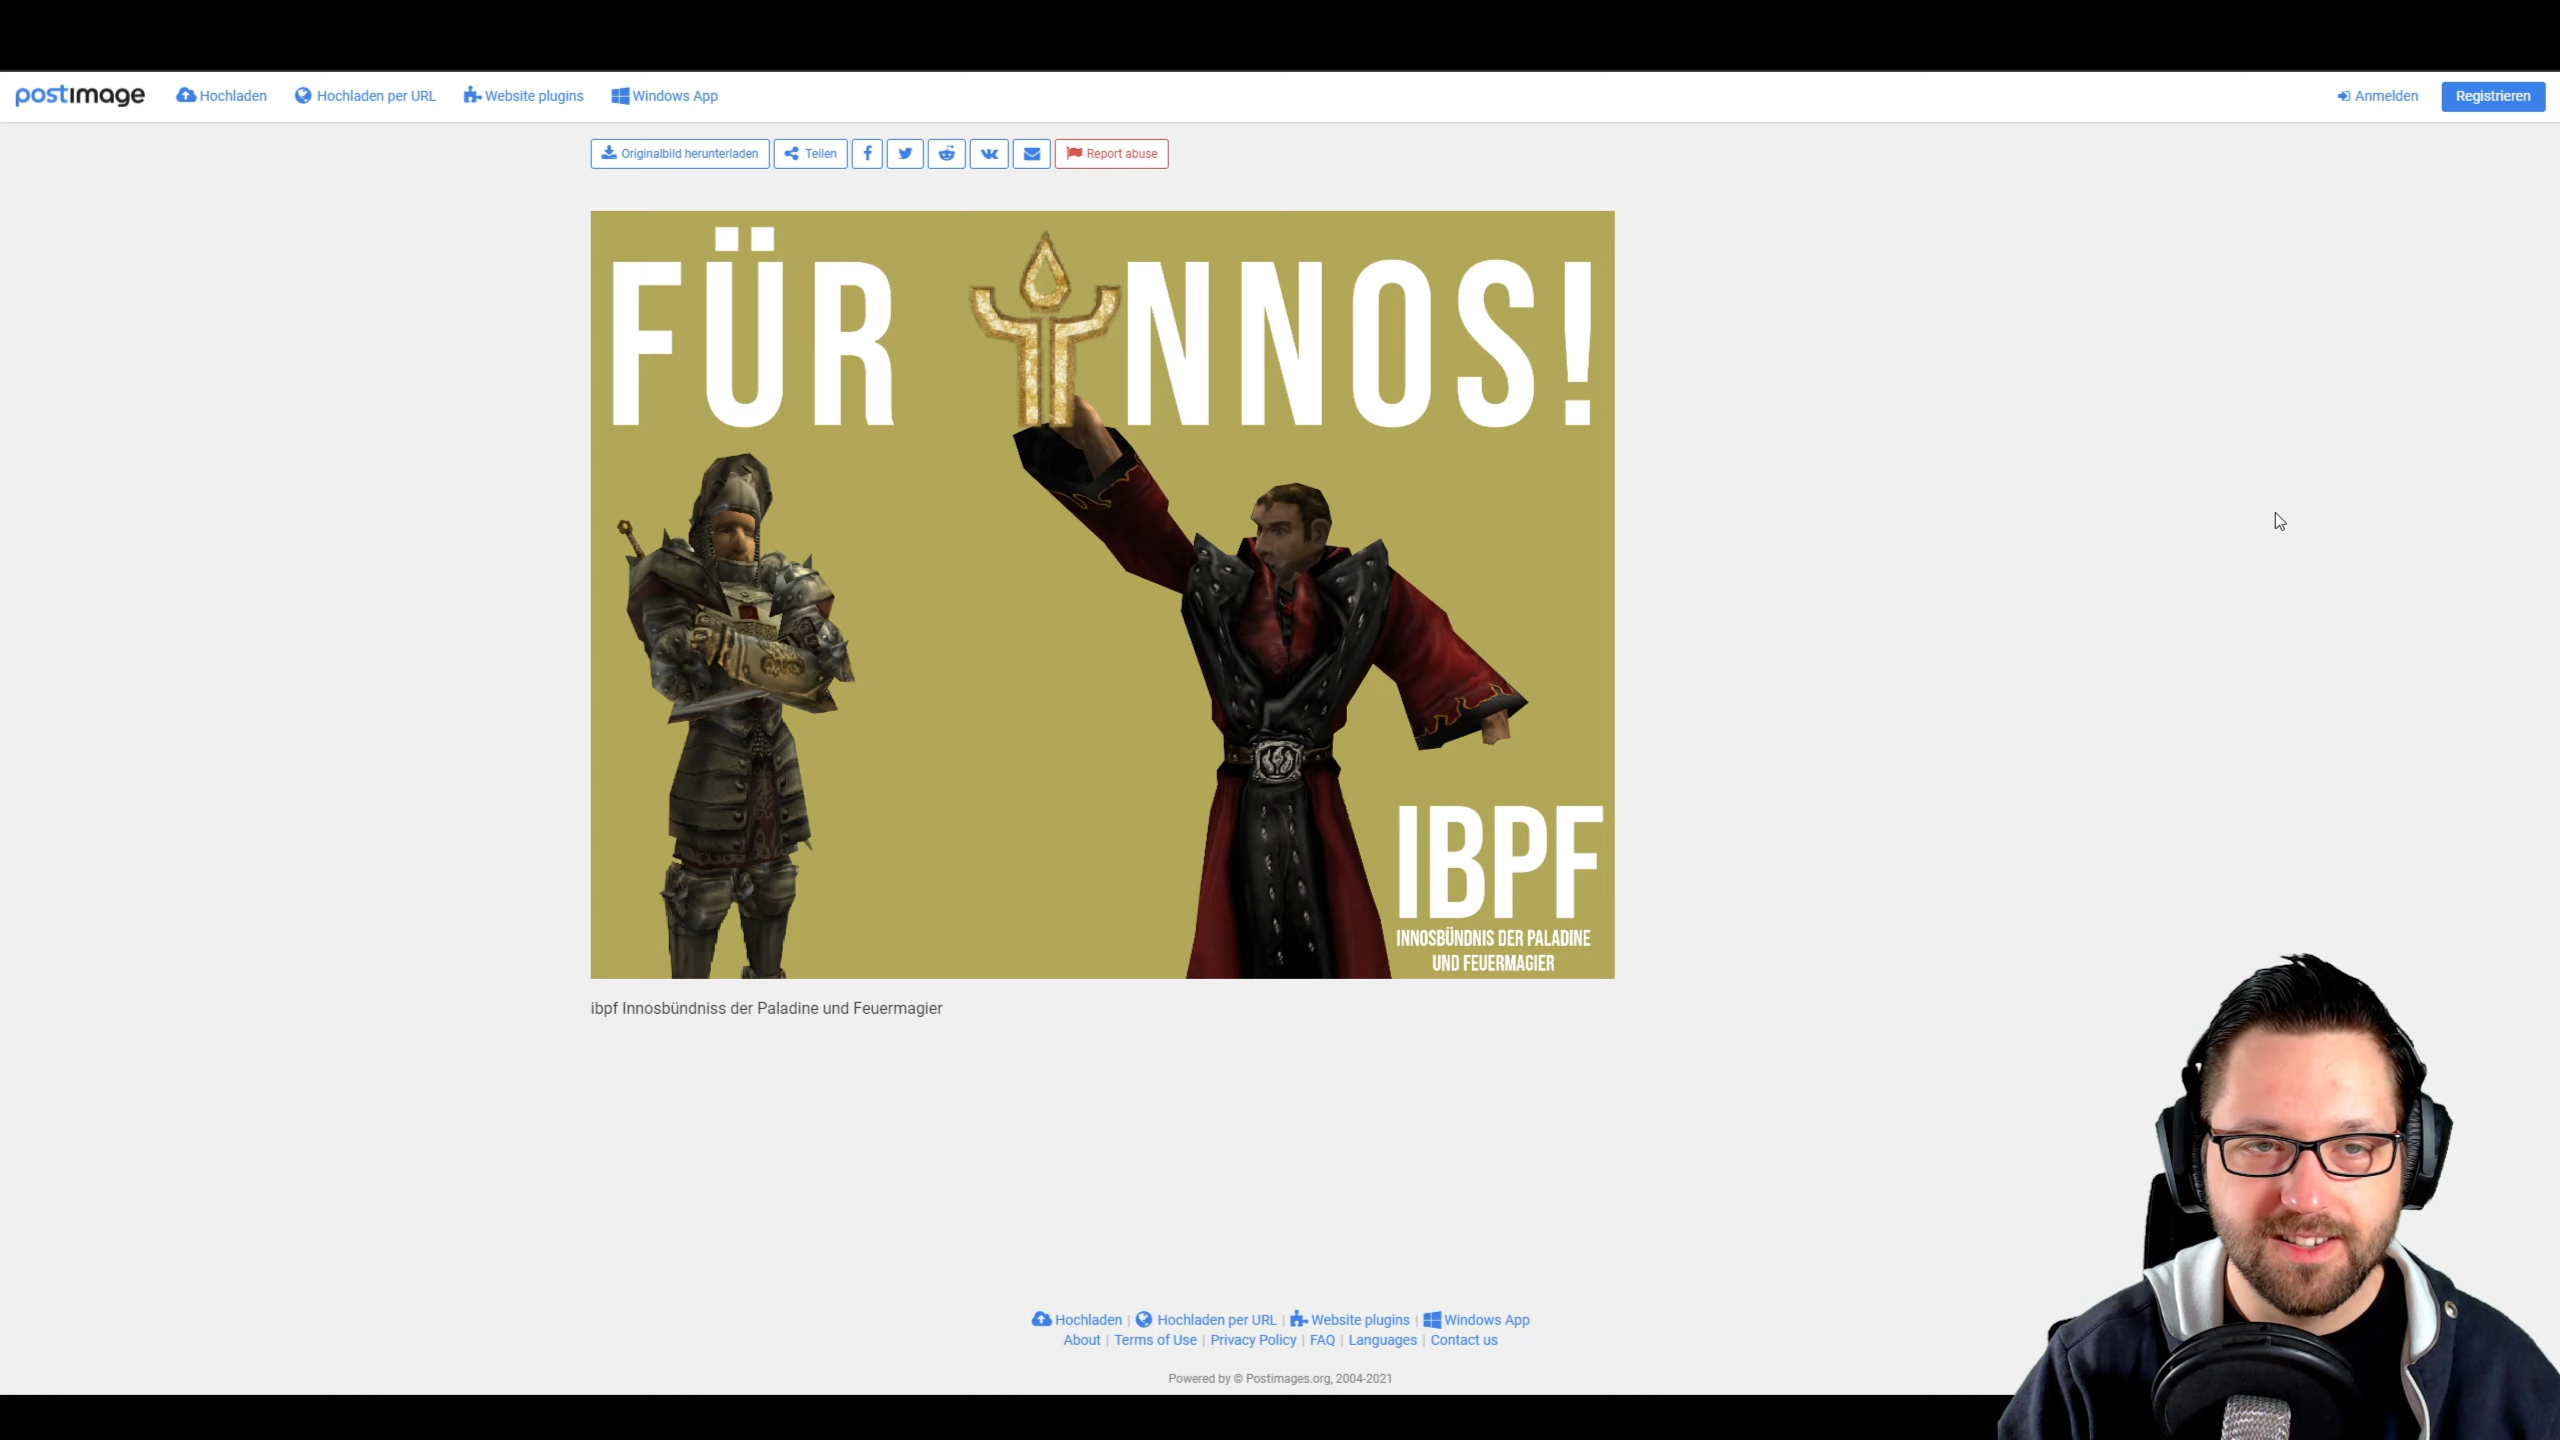 postimage Hochladen Hochladen per URL Website plugins Windows App Anmelden Registrieren
Originalbild herunterladen Teilen Report abuse
FÜR INNOS!
IBPF
INNOSBÜNDNIS DER PALADINE
UND FEUERMAGIER
ibpf Innosbündniss der Paladine und Feuermagier
Hochladen | Hochladen per URL | Website plugins | Windows App
About | Terms of Use | Privacy Policy | FAQ | Languages | Contact us
Powered by © Postimages.org, 2004-2021